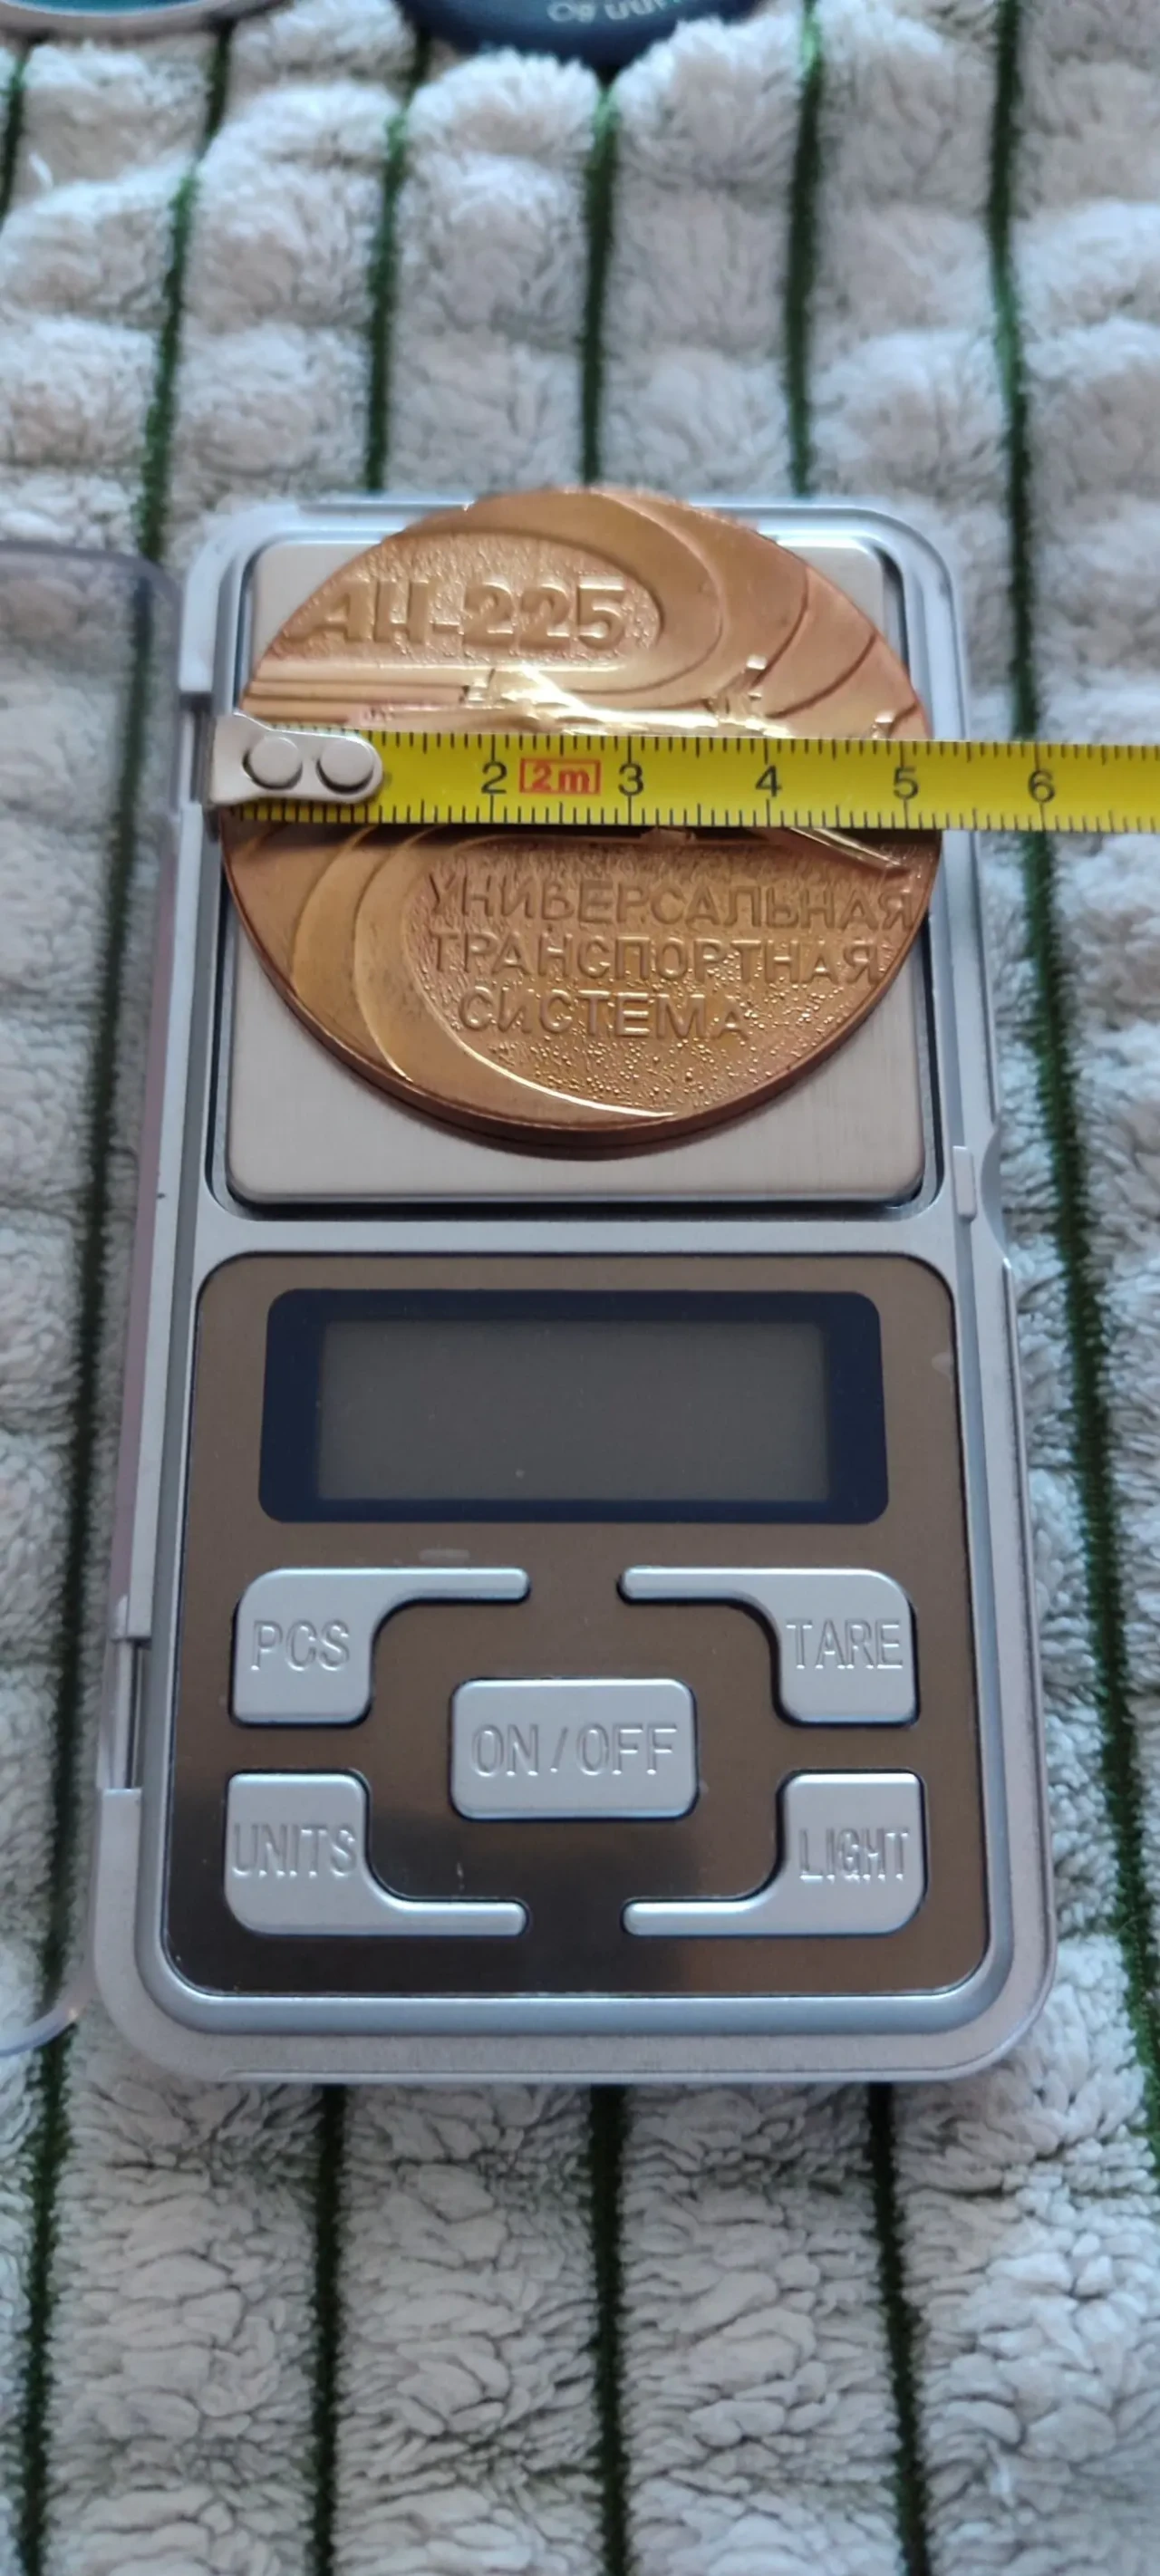 АН-225
2 2m 3 4 5 6
УНИВЕРСАЛЬНАЯ
ТРАНСПОРТНАЯ
СИСТЕМА
PCS
TARE
ON/OFF
UNITS
LIGHT